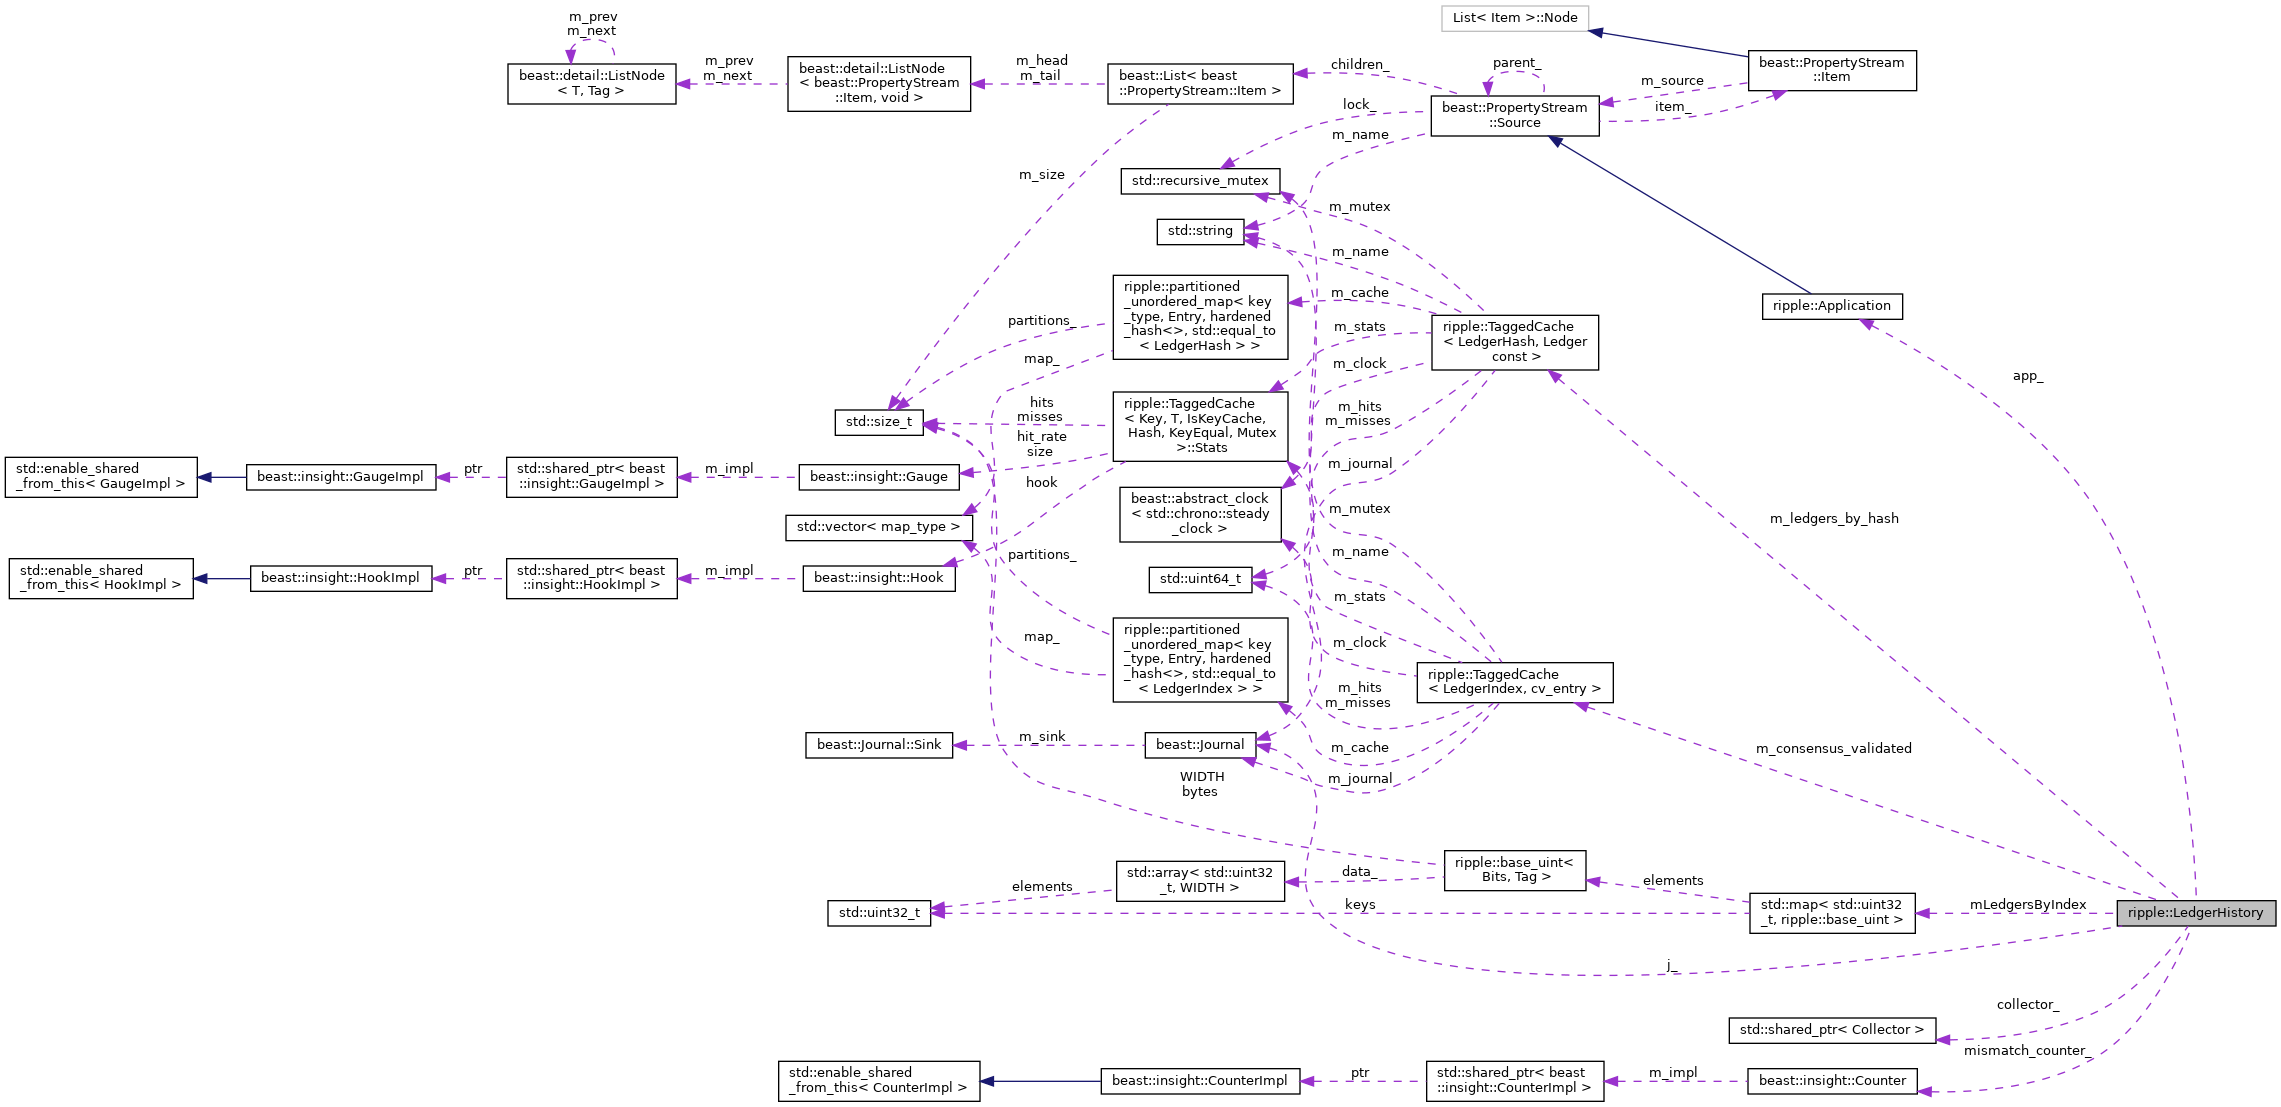 m_prev
m_next
List< Item >::Node
beast::detail::ListNode
< T, Tag >
m_prev
m_next
beast::detail::ListNode
< beast::PropertyStream
::Item, void >
m_head
m_tail
beast::List< beast
::PropertyStream::Item >
children_
parent_
beast::PropertyStream
::Source
m_source
item_
beast::PropertyStream
::Item
lock_
m_name
m_size
std::recursive_mutex
m_mutex
std::string
m_name
ripple::partitioned
_unordered_map< key
_type, Entry, hardened
_hash<>, std::equal_to
< LedgerHash > >
m_cache
m_stats
m_clock
ripple::TaggedCache
< LedgerHash, Ledger
const >
ripple::Application
app_
partitions_
map_
std::size_t
hits
misses
hit_rate
size
hook
ripple::TaggedCache
< Key, T, IsKeyCache,
Hash, KeyEqual, Mutex
>::Stats
m_hits
m_misses
m_journal
std::enable_shared
_from_this< GaugeImpl >
beast::insight::GaugeImpl
ptr
std::shared_ptr< beast
::insight::GaugeImpl >
m_impl
beast::insight::Gauge
std::vector< map_type >
beast::abstract_clock
< std::chrono::steady
_clock >
m_mutex
m_name
m_ledgers_by_hash
std::enable_shared
_from_this< HookImpl >
beast::insight::HookImpl
ptr
std::shared_ptr< beast
::insight::HookImpl >
m_impl
beast::insight::Hook
partitions_
std::uint64_t
m_stats
m_clock
map_
ripple::partitioned
_unordered_map< key
_type, Entry, hardened
_hash<>, std::equal_to
< LedgerIndex > >
m_hits
m_misses
ripple::TaggedCache
< LedgerIndex, cv_entry >
beast::Journal::Sink
m_sink
beast::Journal
m_cache
m_journal
m_consensus_validated
WIDTH
bytes
std::array< std::uint32
_t, WIDTH >
data_
ripple::base_uint<
Bits, Tag >
elements
elements
std::uint32_t
keys
std::map< std::uint32
_t, ripple::base_uint >
mLedgersByIndex
ripple::LedgerHistory
j_
collector_
std::shared_ptr< Collector >
mismatch_counter_
std::enable_shared
_from_this< CounterImpl >
beast::insight::CounterImpl
ptr
std::shared_ptr< beast
::insight::CounterImpl >
m_impl
beast::insight::Counter